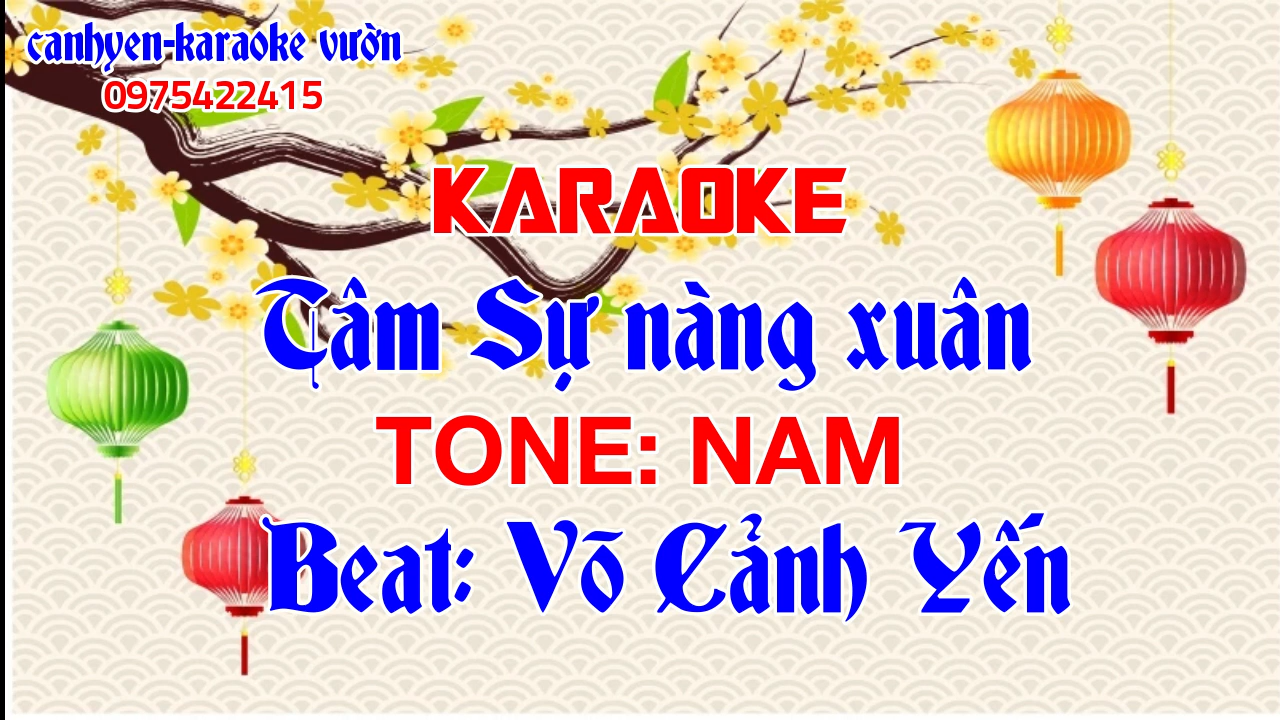 canhyen-karaoke vườn
0975422415
KARAOKE
Tâm Sự nàng xuân
TONE: NAM
Beat: Võ Cảnh Yến